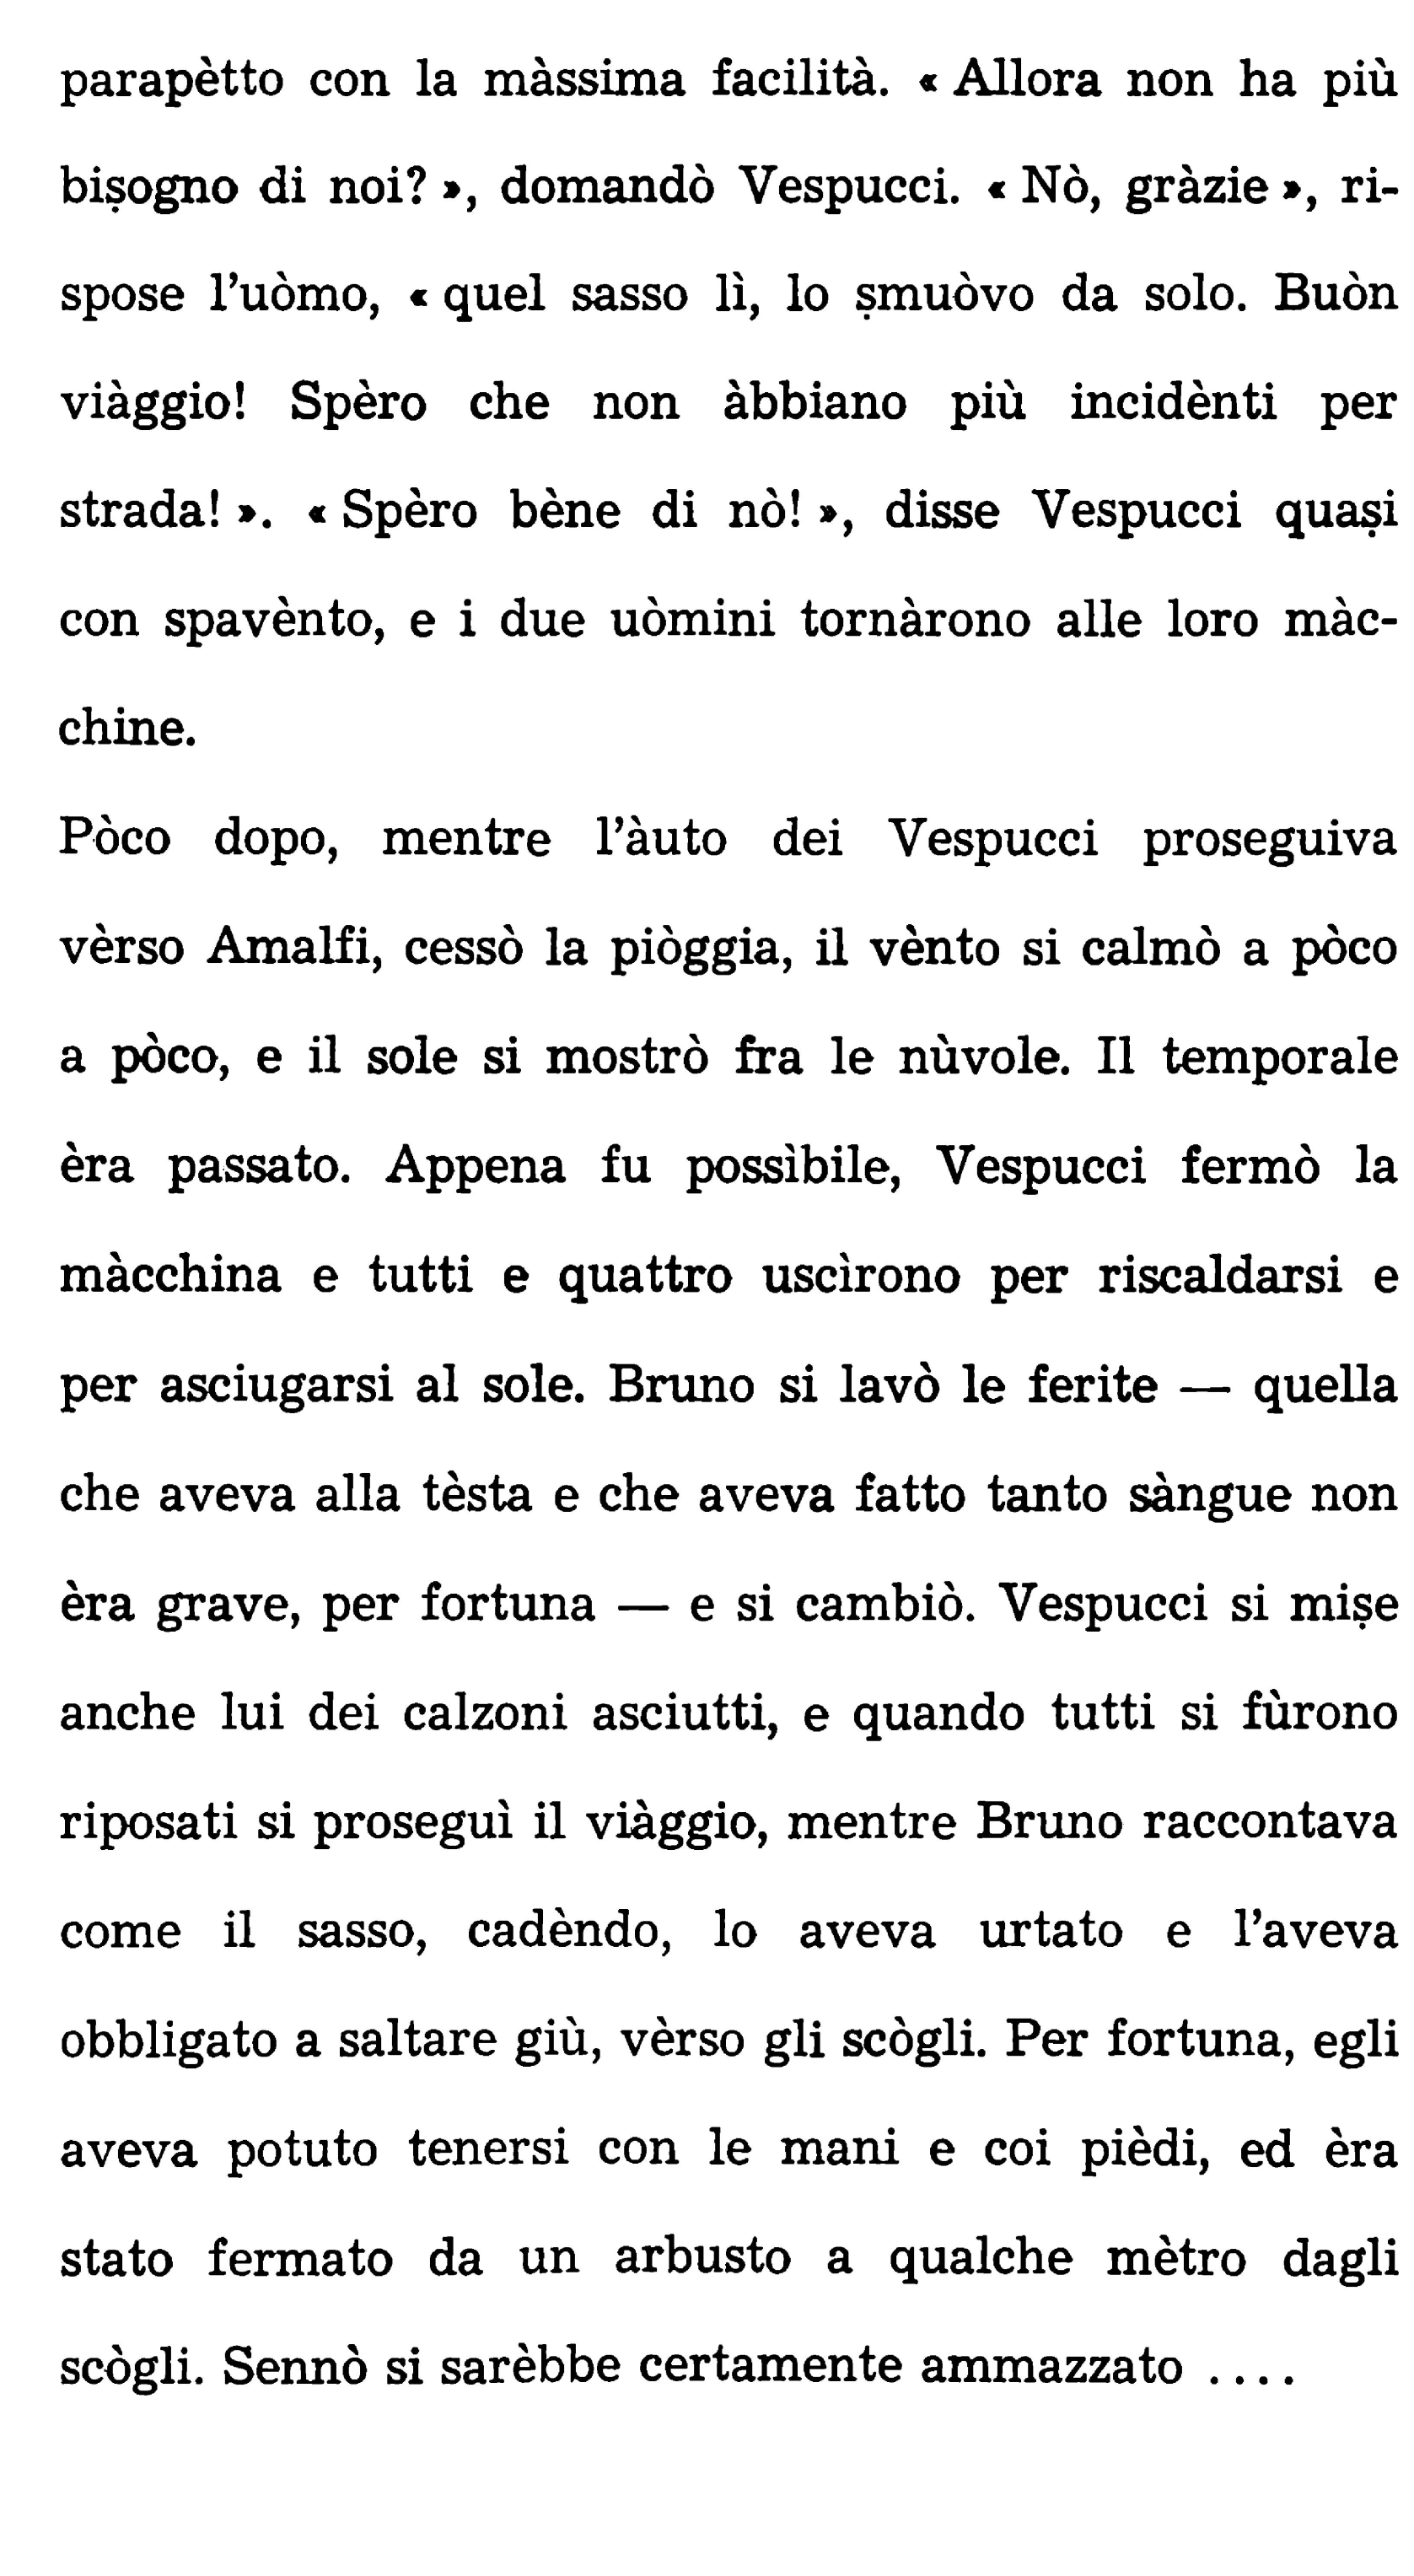 parapètto con la màssima facilità. « Allora non ha più
biṣogno di noi? », domandò Vespucci. « Nò, gràzie », ri-
spose l’uòmo, « quel sasso lì, lo ṣmuòvo da solo. Buòn
viàggio! Spèro che non àbbiano più incidènti per
strada! ». « Spèro bène di nò! », disse Vespucci quaṣi
con spavènto, e i due uòmini tornàrono alle loro màc-
chine.
Pòco dopo, mentre l’àuto dei Vespucci proseguiva
vèrso Amalfi, cessò la piòggia, il vènto si calmò a pòco
a pòco, e il sole si mostrò fra le nùvole. Il temporale
èra passato. Appena fu possìbile, Vespucci fermò la
màcchina e tutti e quattro uscìrono per riscaldarsi e
per asciugarsi al sole. Bruno si lavò le ferite — quella
che aveva alla tèsta e che aveva fatto tanto sàngue non
èra grave, per fortuna — e si cambiò. Vespucci si miṣe
anche lui dei calzoni asciutti, e quando tutti si fùrono
riposati si proseguì il viàggio, mentre Bruno raccontava
come il sasso, cadèndo, lo aveva urtato e l’aveva
obbligato a saltare giù, vèrso gli scògli. Per fortuna, egli
aveva potuto tenersi con le mani e coi pièdi, ed èra
stato fermato da un arbusto a qualche mètro dagli
scògli. Sennò si sarèbbe certamente ammazzato ....